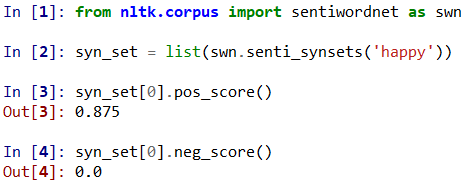 In [1]: from nltk.corpus import sentiwordnet as swn
In [2]: syn_set = list(swn.senti_synsets('happy'))
In [3]: syn_set[0].pos_score()
Out[3]: 0.875
In [4]: syn_set[0].neg_score()
Out[4]: 0.0